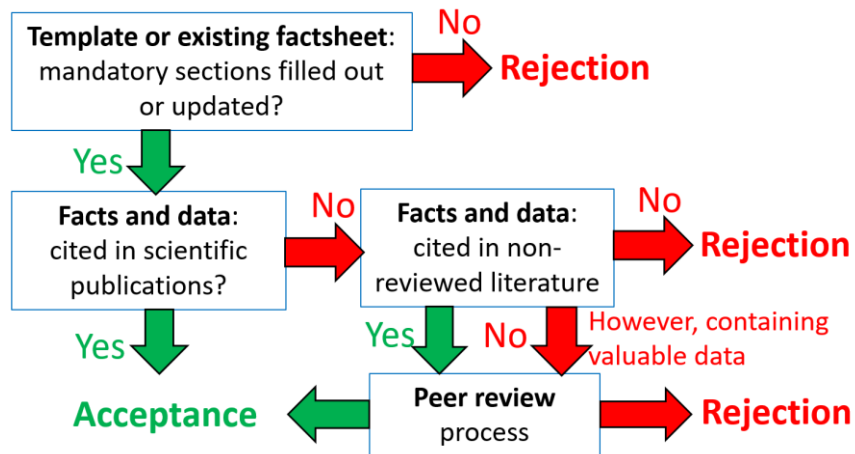 Template or existing factsheet:
mandatory sections filled out
or updated?
No
Rejection
Yes
Facts and data:
cited in scientific
publications?
No
Facts and data:
cited in non-
reviewed literature
No
Rejection
Yes
Yes
No
However, containing
valuable data
Acceptance
Peer review
process
Rejection